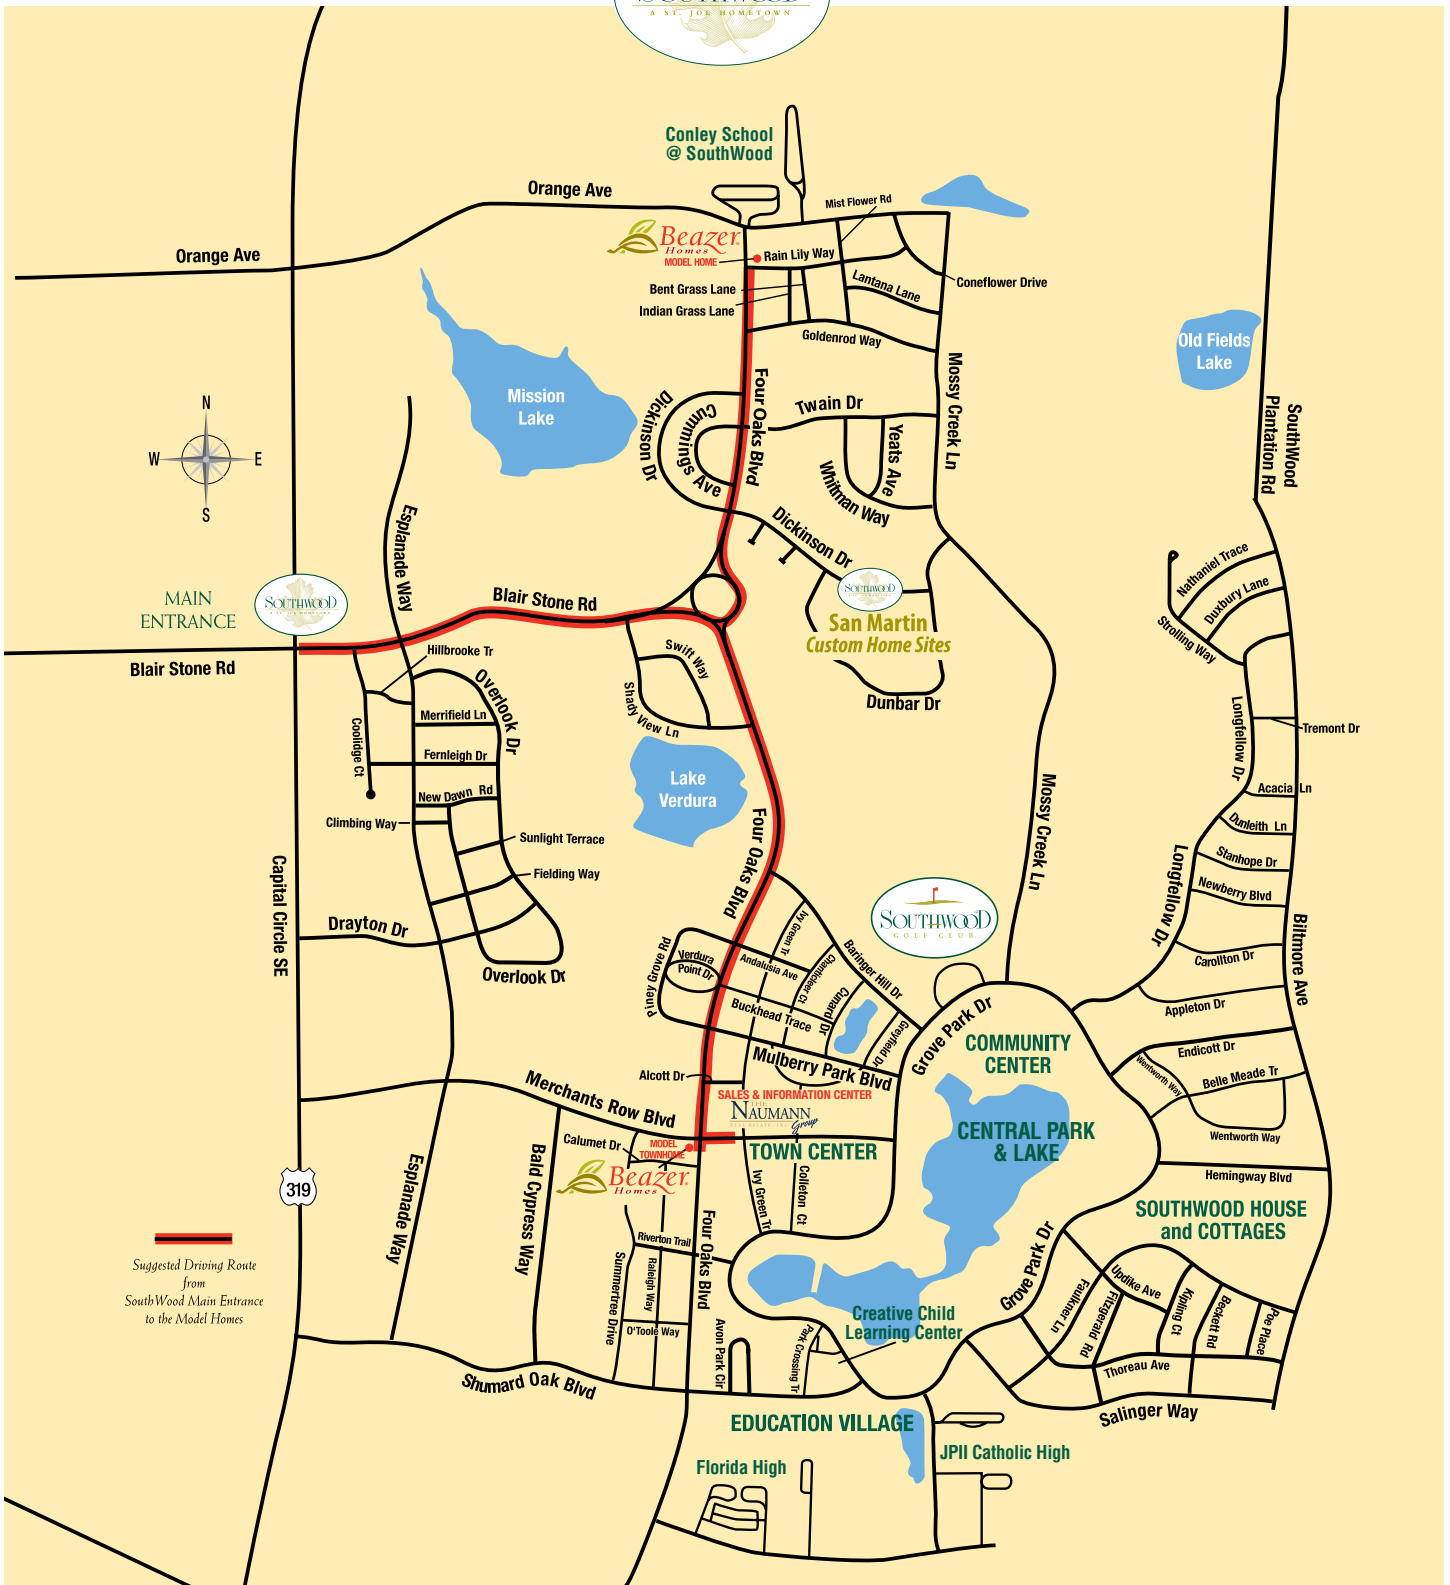 SOUTHWOOD
A ST. JOE HOMETOWN
Conley School
@ SouthWood
Orange Ave
Mist Flower Rd
Beazer
Homes
MODEL HOME
Rain Lily Way
Orange Ave
Bent Grass Lane
Lantana Lane
Coneflower Drive
Indian Grass Lane
Goldenrod Way
Old Fields
Lake
Mission
Lake
Four Oaks Blvd
Mossy Creek Ln
Dickinson Dr
Cummings Ave
Twain Dr
Yeats Ave
Whitman Way
SouthWood
Plantation Rd
N
W
E
S
Esplanade Way
Dickinson Dr
Nathaniel Trace
Duxbury Lane
Strolling Way
MAIN
ENTRANCE
SOUTHWOOD
Blair Stone Rd
SOUTHWOOD
San Martin
Custom Home Sites
Blair Stone Rd
Hillbrooke Tr
Swift Way
Shady View Ln
Dunbar Dr
Overlook Dr
Merrifield Ln
Coolidge Ct
Fernleigh Dr
Longfellow Dr
Tremont Dr
Lake
Verdura
New Dawn Rd
Climbing Way
Acacia Ln
Dunleith Ln
Four Oaks Blvd
Mossy Creek Ln
Sunlight Terrace
Fielding Way
Stanhope Dr
Newberry Blvd
Longfellow Dr
Capital Circle SE
Drayton Dr
Overlook Dr
SOUTHWOOD
GOLF CLUB
Biltmore Ave
Carollton Dr
Piney Grove Rd
Verdura
Point Dr
Ivy Green Tr
Andalusia Ave
Chanticleer Ct
Baringer Hill Dr
Cunard Dr
Buckhead Trace
Greyfield Dr
Grove Park Dr
Appleton Dr
Mulberry Park Blvd
COMMUNITY
CENTER
Endicott Dr
Wentworth Way
Belle Meade Tr
Alcott Dr
Merchants Row Blvd
SALES & INFORMATION CENTER
THE
NAUMANN
Group
Calumet Dr
MODEL
TOWNHOME
TOWN CENTER
CENTRAL PARK
& LAKE
Wentworth Way
Beazer
Homes
Hemingway Blvd
319
Esplanade Way
Bald Cypress Way
Ivy Green Tr
Colleton Ct
SOUTHWOOD HOUSE
and COTTAGES
Four Oaks Blvd
Riverton Trail
Summertree Drive
Raleigh Way
O'Toole Way
Grove Park Dr
Suggested Driving Route
from
SouthWood Main Entrance
to the Model Homes
Updike Ave
Faulkner Ln
Fitzgerald Rd
Kipling Ct
Beckett Rd
Poe Place
Creative Child
Learning Center
Avon Park Cir
Park Crossing Tr
Thoreau Ave
Shumard Oak Blvd
Salinger Way
EDUCATION VILLAGE
JPII Catholic High
Florida High